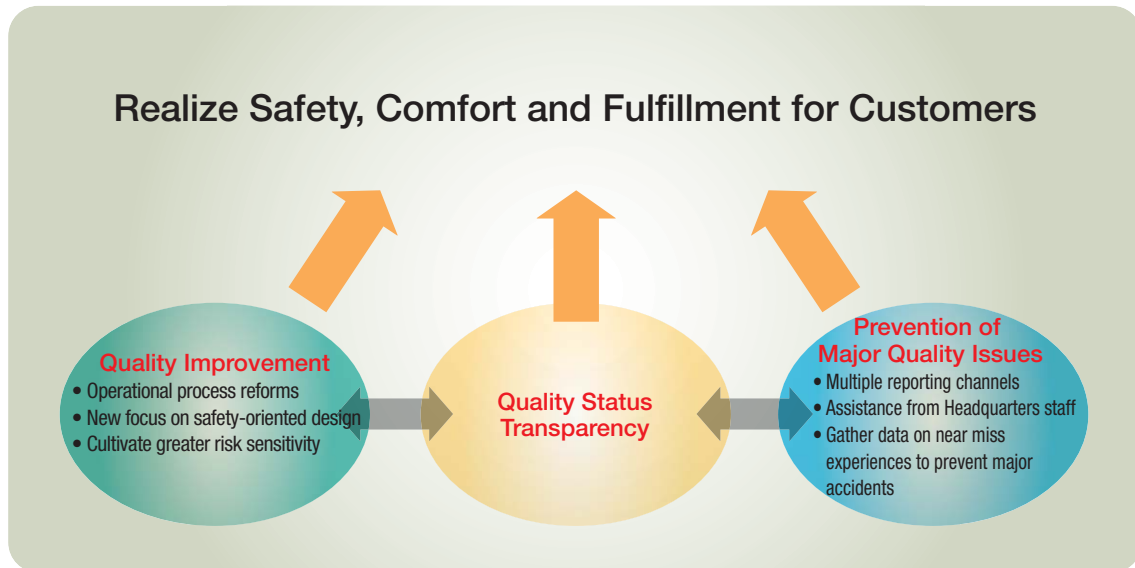 Realize Safety, Comfort and Fulfillment for Customers
Quality Improvement
• Operational process reforms
• New focus on safety-oriented design
• Cultivate greater risk sensitivity
Quality Status
Transparency
Prevention of
Major Quality Issues
• Multiple reporting channels
• Assistance from Headquarters staff
• Gather data on near miss
experiences to prevent major
accidents